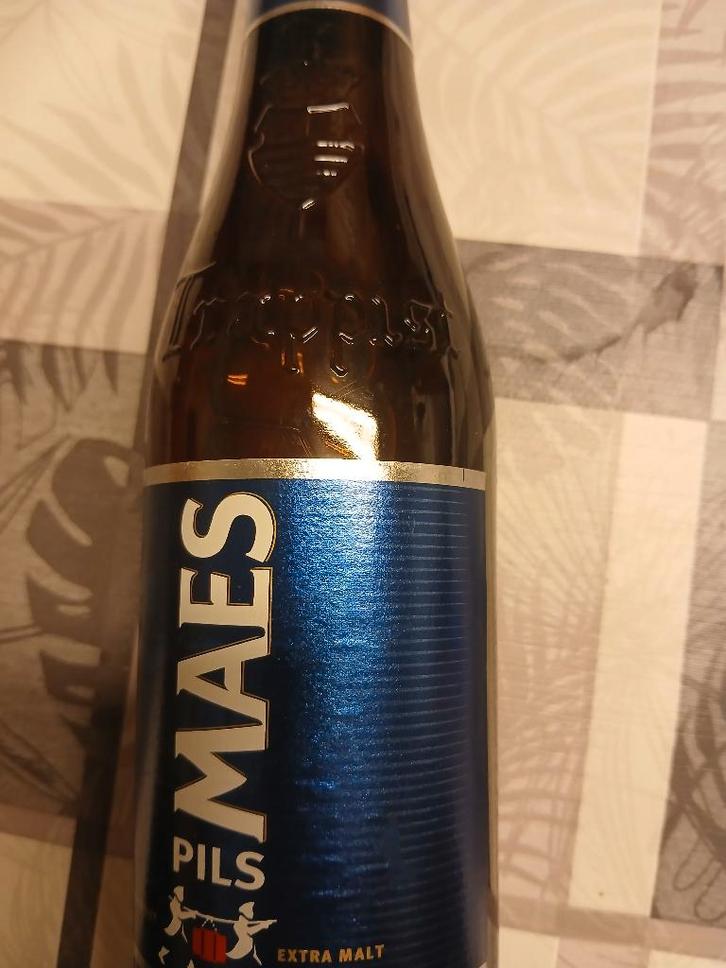 Trappist
MAES
PILS
EXTRA MALT